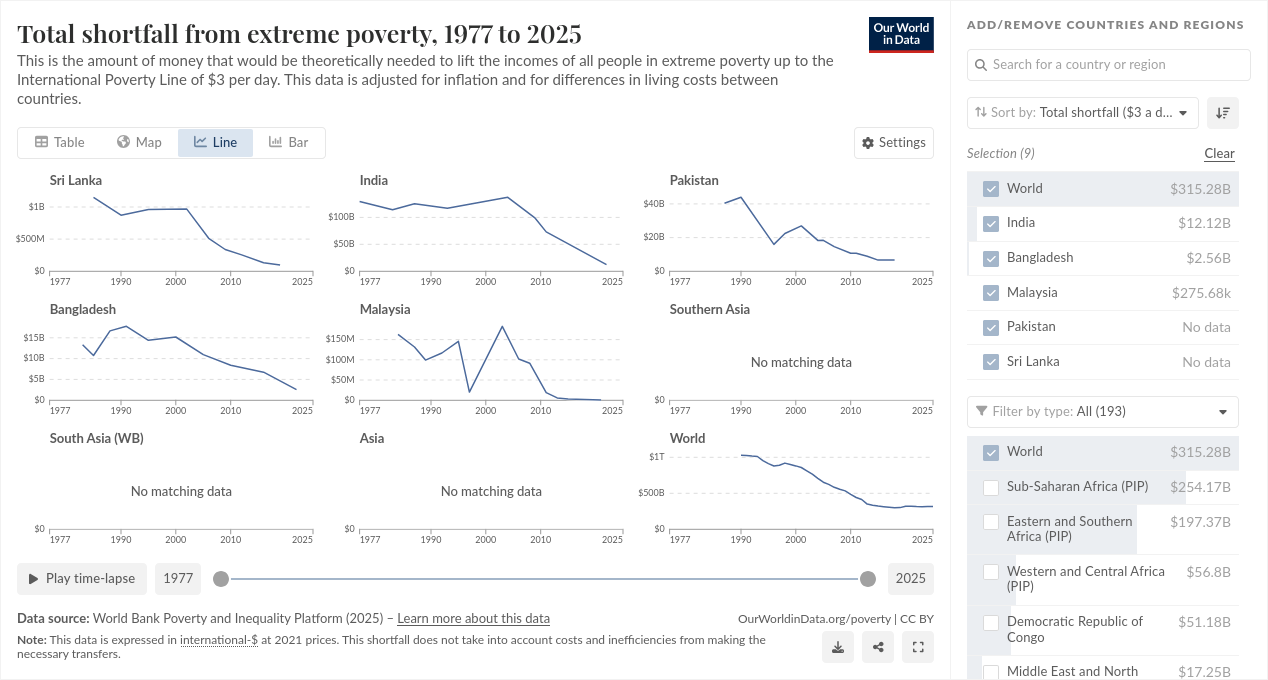 Total shortfall from extreme poverty, 1977 to 2025
This is the amount of money that would be theoretically needed to lift the incomes of all people in extreme poverty up to the
International Poverty Line of $3 per day. This data is adjusted for inflation and for differences in living costs between
countries.
Our World
in Data
Table
Map
Line
Bar
Settings
Sri Lanka
$1B
$500M
$0
1977
1990
2000
2010
2025
India
$100B
$50B
$0
1977
1990
2000
2010
2025
Pakistan
$40B
$20B
$0
1977
1990
2000
2010
2025
Bangladesh
$15B
$10B
$5B
$0
1977
1990
2000
2010
2025
Malaysia
$150M
$100M
$50M
$0
1977
1990
2000
2010
2025
Southern Asia
No matching data
$0
1977
1990
2000
2010
2025
South Asia (WB)
No matching data
$0
1977
1990
2000
2010
2025
Asia
No matching data
$0
1977
1990
2000
2010
2025
World
$1T
$500B
$0
1977
1990
2000
2010
2025
Play time-lapse
1977
2025
Data source: World Bank Poverty and Inequality Platform (2025) – Learn more about this data
OurWorldinData.org/poverty | CC BY
Note: This data is expressed in international-$ at 2021 prices. This shortfall does not take into account costs and inefficiencies from making the
necessary transfers.
ADD/REMOVE COUNTRIES AND REGIONS
Search for a country or region
Sort by: Total shortfall ($3 a d...
Selection (9)
Clear
World $315.28B
India $12.12B
Bangladesh $2.56B
Malaysia $275.68k
Pakistan No data
Sri Lanka No data
Filter by type: All (193)
World $315.28B
Sub-Saharan Africa (PIP) $254.17B
Eastern and Southern $197.37B
Africa (PIP)
Western and Central Africa $56.8B
(PIP)
Democratic Republic of $51.18B
Congo
Middle East and North $17.25B